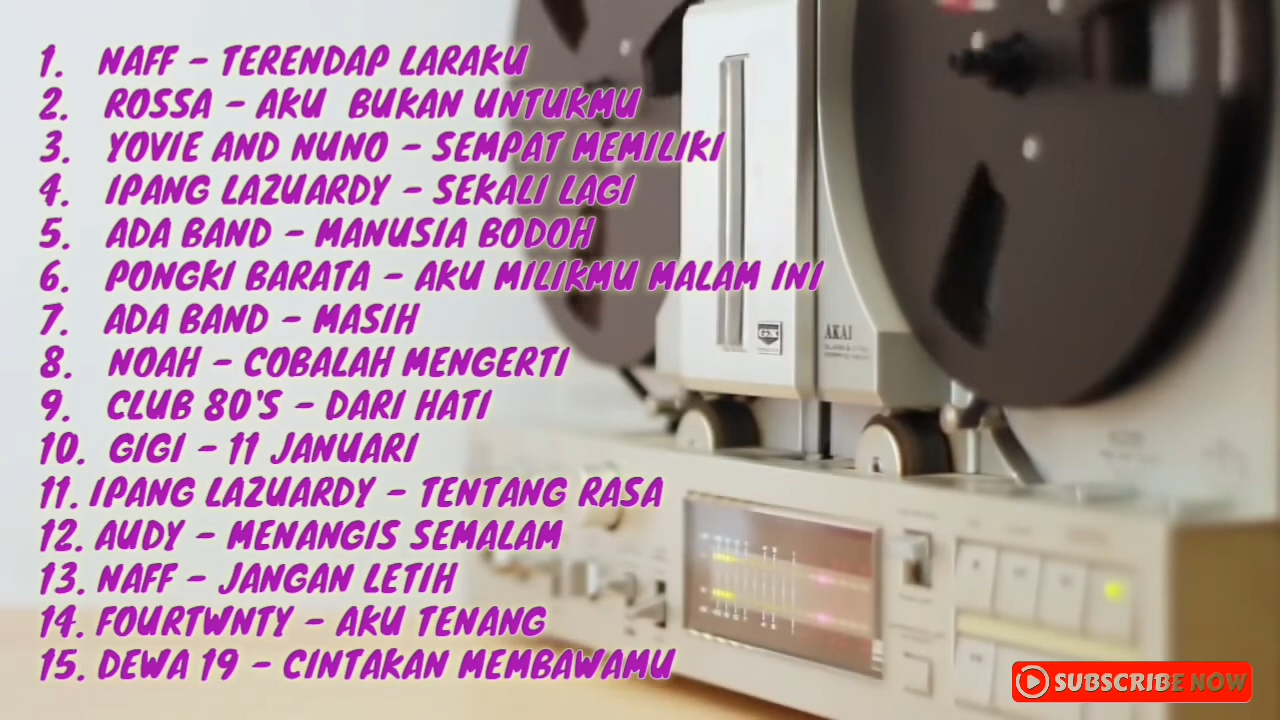 1. NAFF - TERENDAP LARAKU
2. ROSSA - AKU BUKAN UNTUKMU
3. YOVIE AND NUNO - SEMPAT MEMILIKI
4. IPANG LAZUARDY - SEKALI LAGI
5. ADA BAND - MANUSIA BODOH
6. PONGKI BARATA - AKU MILIKMU MALAM INI
7. ADA BAND - MASIH
8. NOAH - COBALAH MENGERTI
9. CLUB 80'S - DARI HATI
10. GIGI - 11 JANUARI
11. IPANG LAZUARDY - TENTANG RASA
12. AUDY - MENANGIS SEMALAM
13. NAFF - JANGAN LETIH
14. FOURTWNTY - AKU TENANG
15. DEWA 19 - CINTAKAN MEMBAWAMU
AKAI
SUBSCRIBE NOW